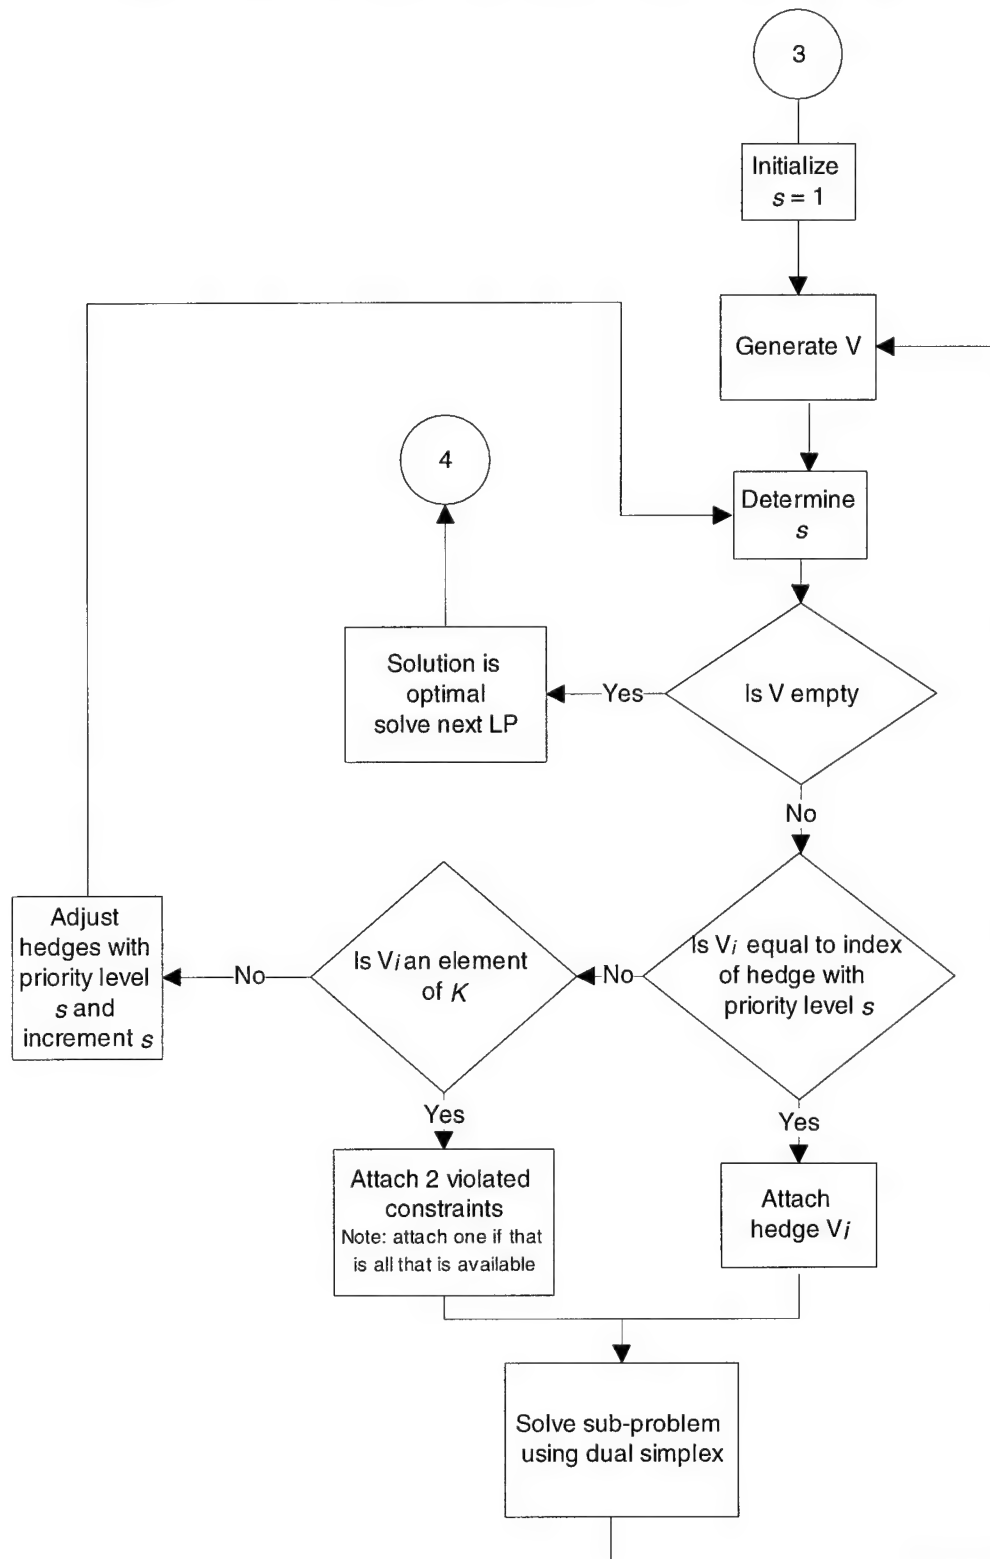 3
Initialize
s = 1
Generate V
4
Determine
s
Solution is
optimal
solve next LP
Yes
Is V empty
No
Adjust
hedges with
priority level
s and
increment s
No
Is Vi an element
of K
No
Is Vi equal to index
of hedge with
priority level s
Yes
Yes
Attach 2 violated
constraints
Note: attach one if that
is all that is available
Attach
hedge Vi
Solve sub-problem
using dual simplex